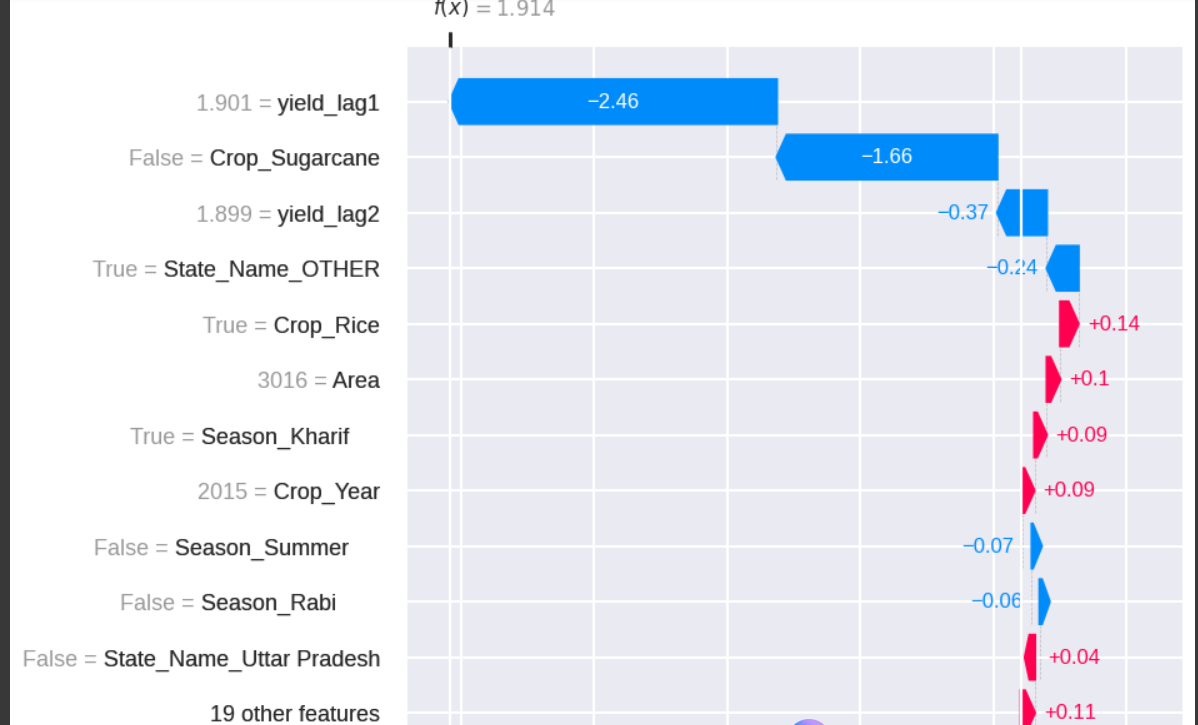 f(x) = 1.914
1.901 = yield_lag1
−2.46
False = Crop_Sugarcane
−1.66
1.899 = yield_lag2
−0.37
True = State_Name_OTHER
−0.24
True = Crop_Rice
+0.14
3016 = Area
+0.1
True = Season_Kharif
+0.09
2015 = Crop_Year
+0.09
False = Season_Summer
−0.07
False = Season_Rabi
−0.06
False = State_Name_Uttar Pradesh
+0.04
19 other features
+0.11